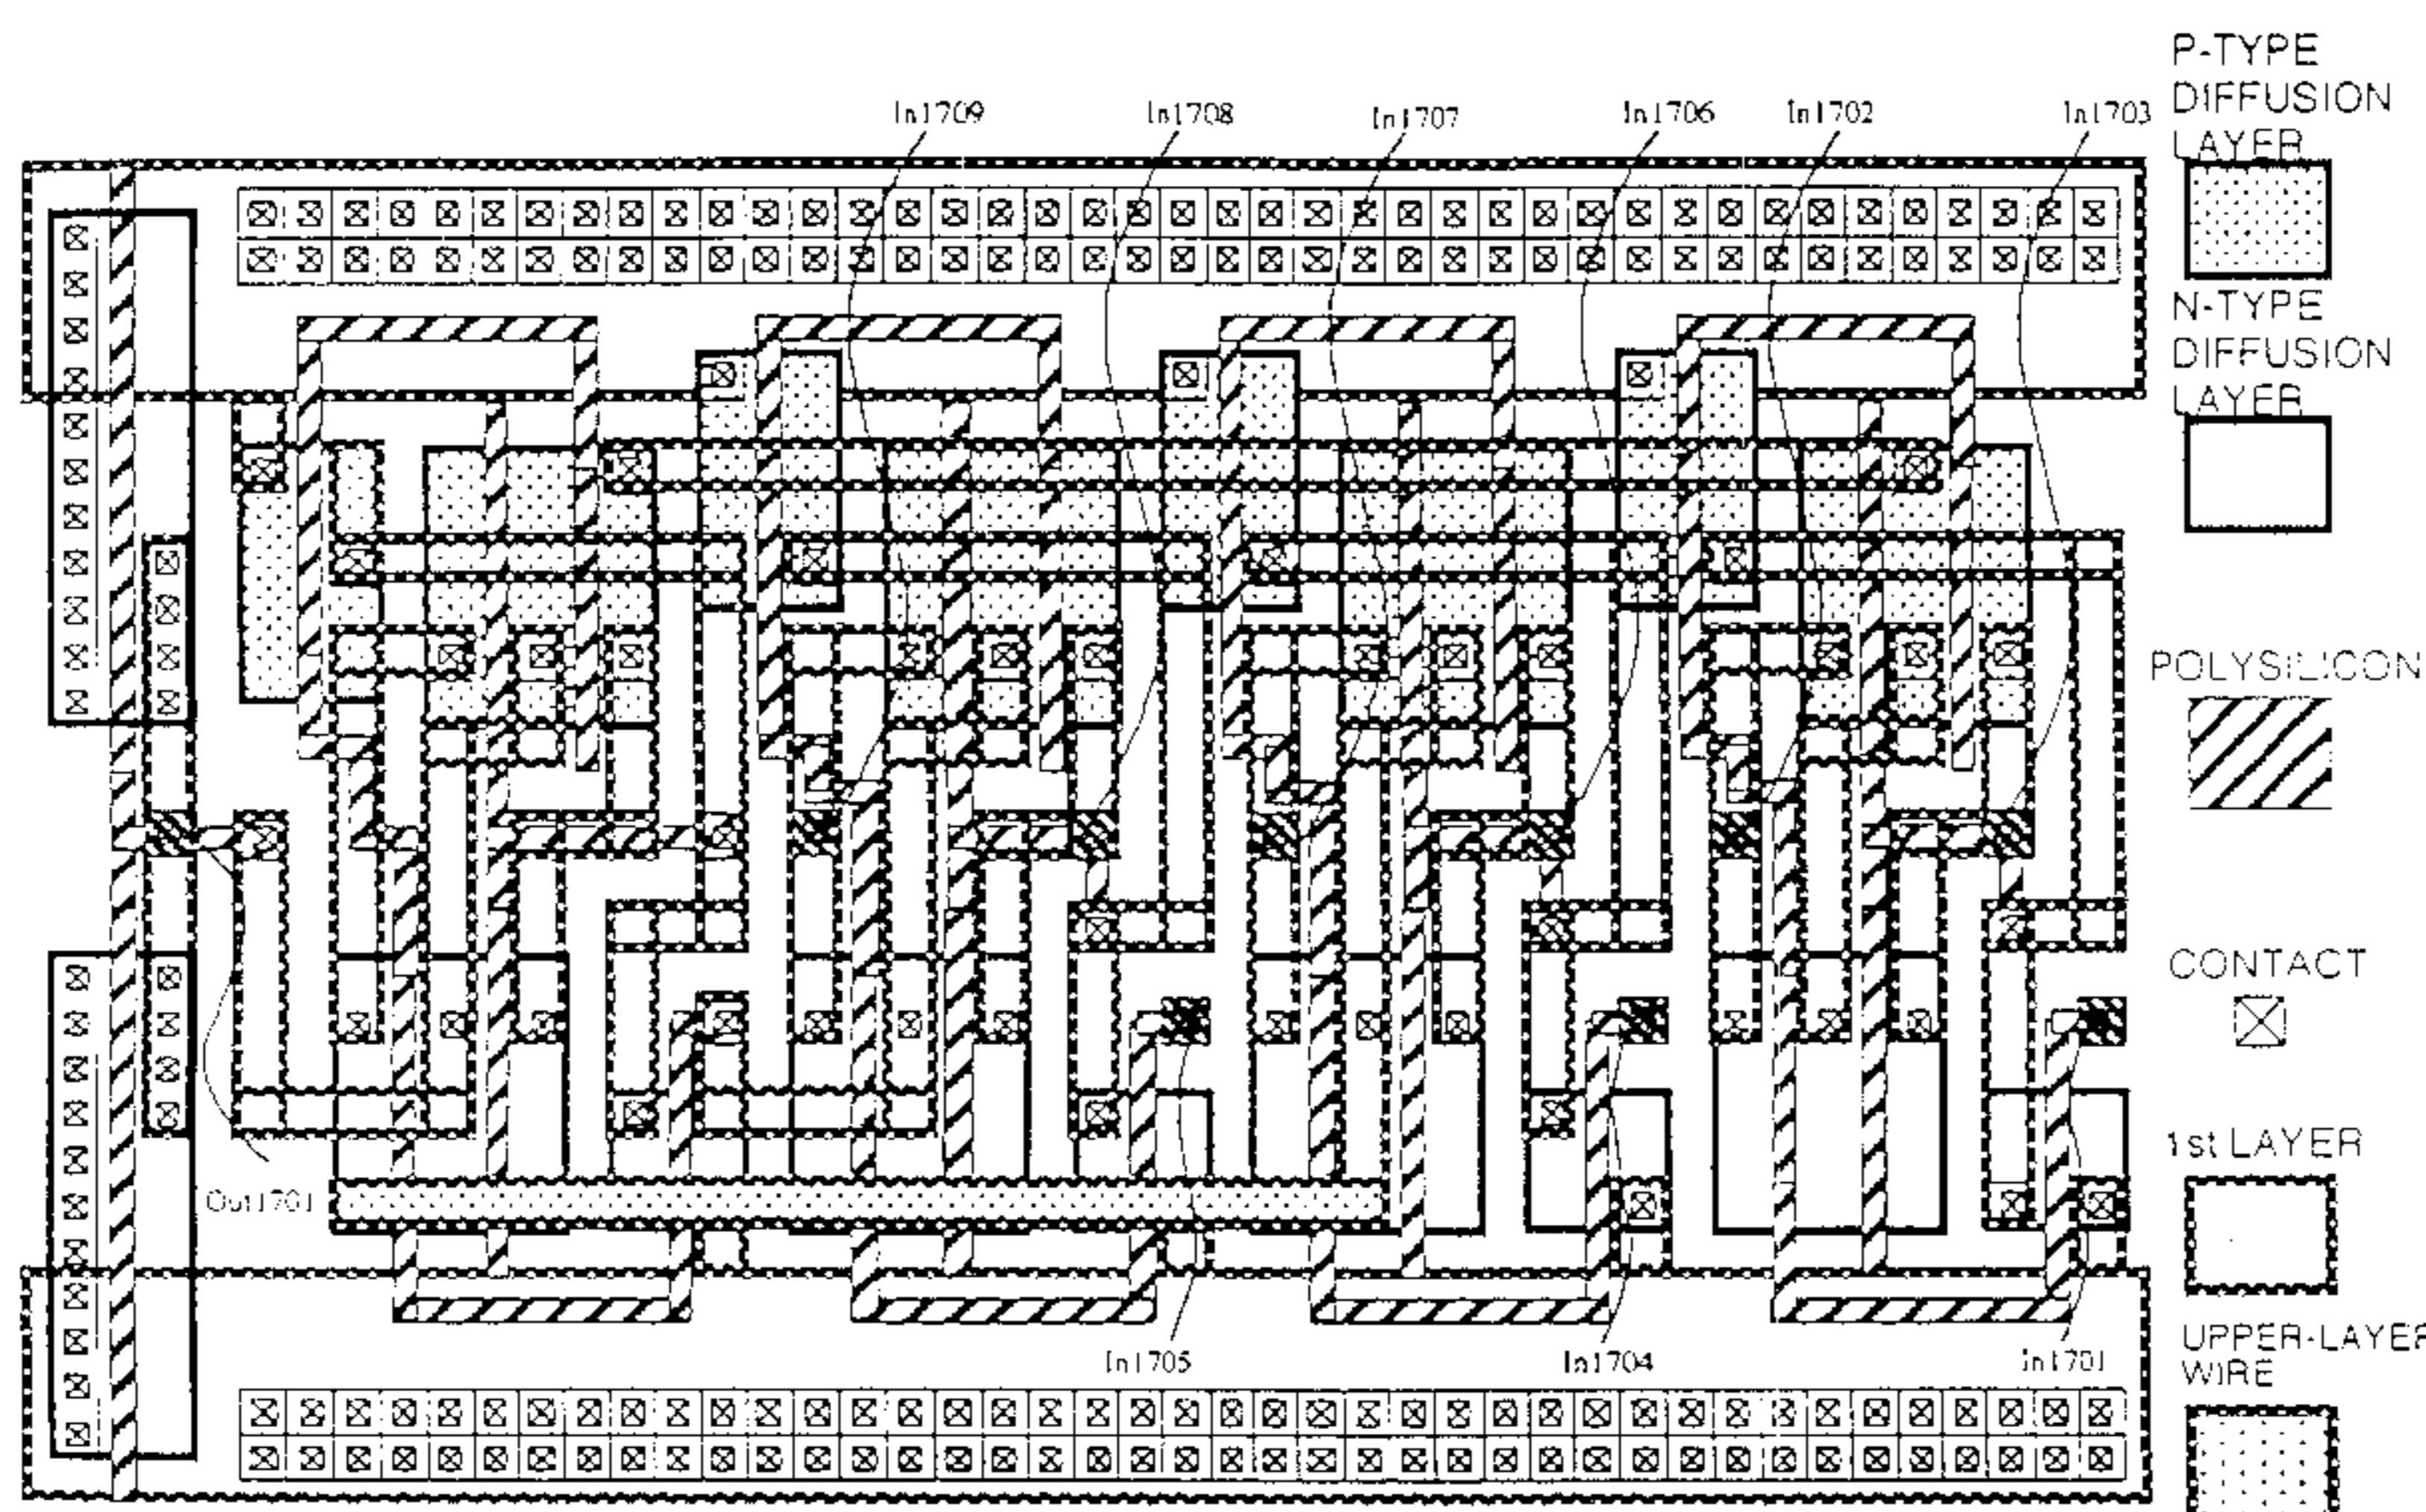 In1709
In1708
In1707
In1706
In1702
In1703
P-TYPE
DIFFUSION
LAYER
N-TYPE
DIFFUSION
LAYER
POLYSILICON
CONTACT
1st LAYER
UPPER-LAYER
WIRE
Out1701
In1705
In1704
In1701